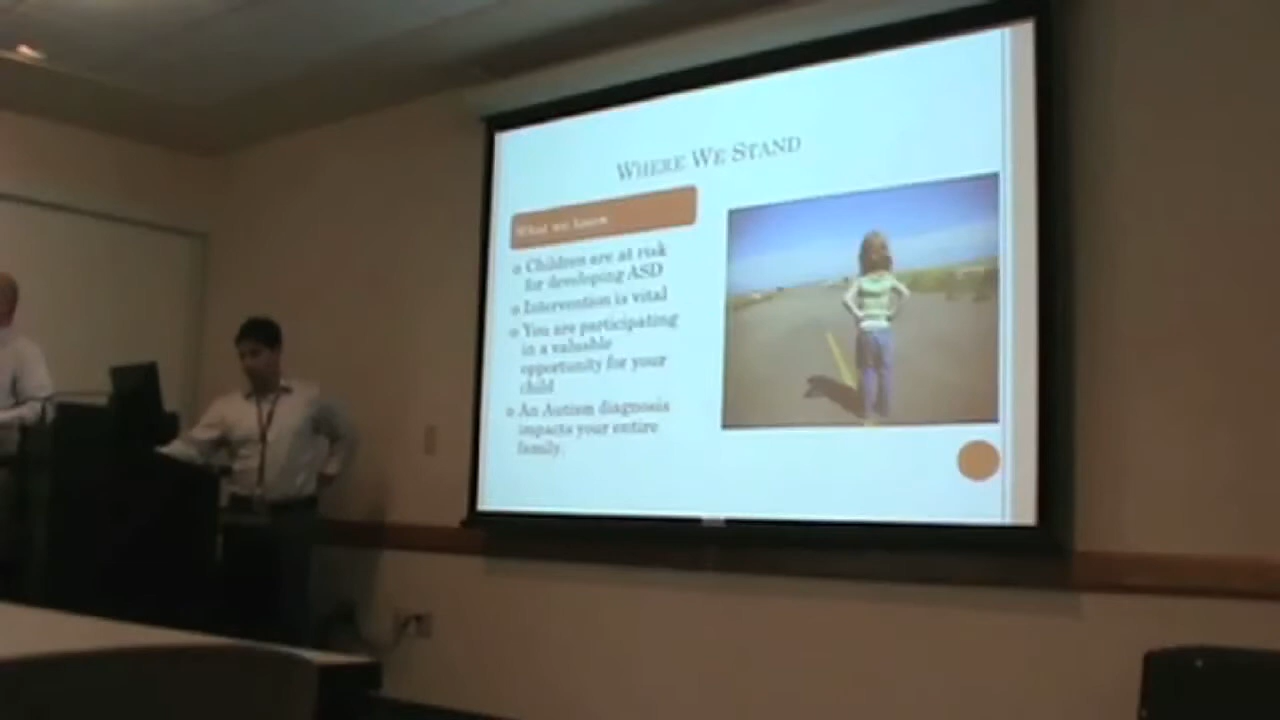 WHERE WE STAND
What we know
Children are at risk
for developing ASD
Intervention is vital
You are participating
in a valuable
opportunity for your
child
An Autism diagnosis
impacts your entire
family.